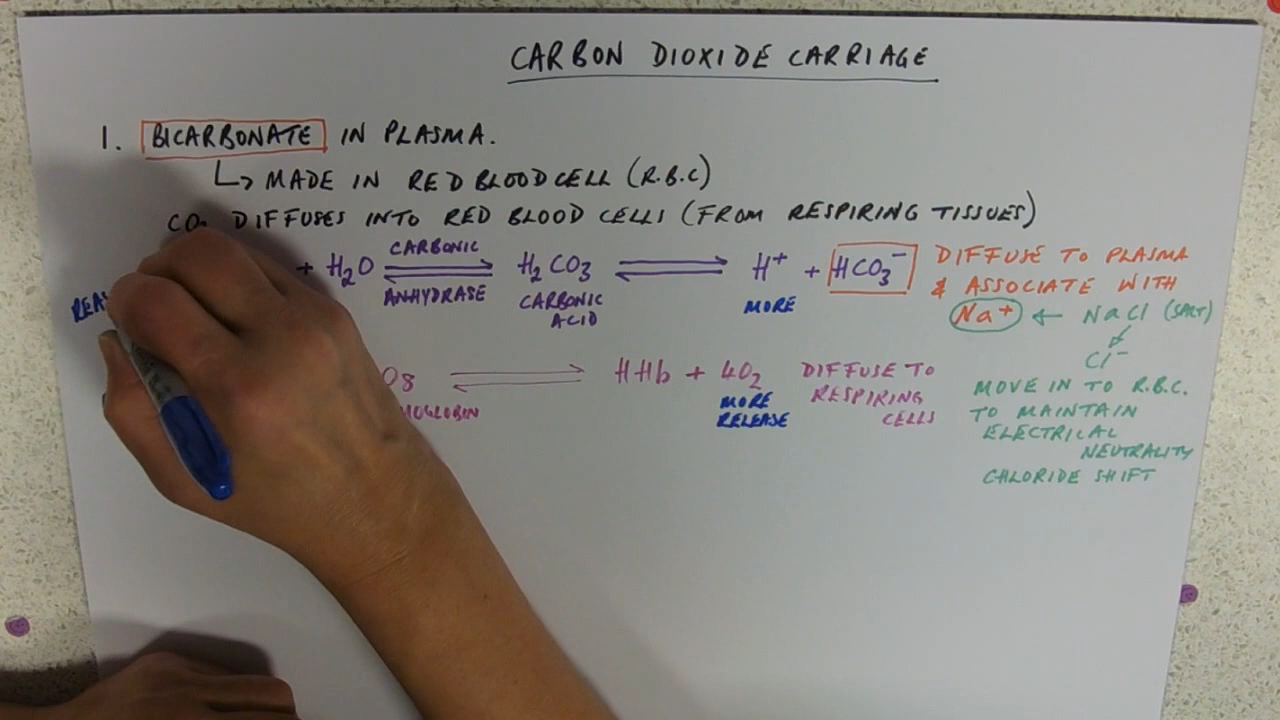 CARBON DIOXIDE CARRIAGE
1. BICARBONATE IN PLASMA.
↳ MADE IN RED BLOOD CELL (R.B.C)
DIFFUSES INTO RED BLOOD CELLS (FROM RESPIRING TISSUES)
+ H₂O ⇌ H₂CO₃ ⇌ H⁺ + HCO₃⁻
CARBONIC
ANHYDRASE
CARBONIC
ACID
MORE
DIFFUSE TO PLASMA
& ASSOCIATE WITH
Na⁺ ← NaCl (SALT)
Cl⁻
MOVE IN TO R.B.C.
TO MAINTAIN
ELECTRICAL
NEUTRALITY
CHLORIDE SHIFT
O8 ⇌ HHb + 4O₂
MORE
RELEASE
DIFFUSE TO
RESPIRING
CELLS